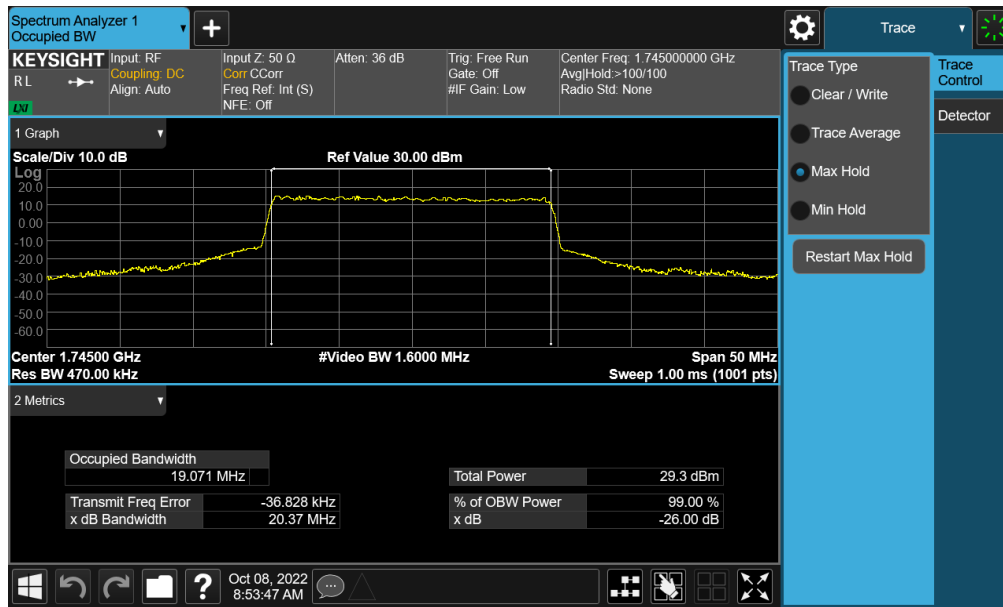 Spectrum Analyzer 1
Occupied BW
+
Trace
KEYSIGHT
RL
LXI
Input: RF
Coupling: DC
Align: Auto
Input Z: 50 Ω
Corr CCorr
Freq Ref: Int (S)
NFE: Off
Atten: 36 dB
Trig: Free Run
Gate: Off
#IF Gain: Low
Center Freq: 1.745000000 GHz
Avg|Hold:>100/100
Radio Std: None
Trace Type
Clear / Write
Trace Average
Max Hold
Min Hold
Restart Max Hold
Trace
Control
Detector
1 Graph
Scale/Div 10.0 dB
Ref Value 30.00 dBm
Log
20.0
10.0
0.00
-10.0
-20.0
-30.0
-40.0
-50.0
-60.0
Center 1.74500 GHz
#Video BW 1.6000 MHz
Span 50 MHz
Res BW 470.00 kHz
Sweep 1.00 ms (1001 pts)
2 Metrics
Occupied Bandwidth
19.071 MHz
Total Power 29.3 dBm
Transmit Freq Error -36.828 kHz
% of OBW Power 99.00 %
x dB Bandwidth 20.37 MHz
x dB -26.00 dB
?
Oct 08, 2022
8:53:47 AM